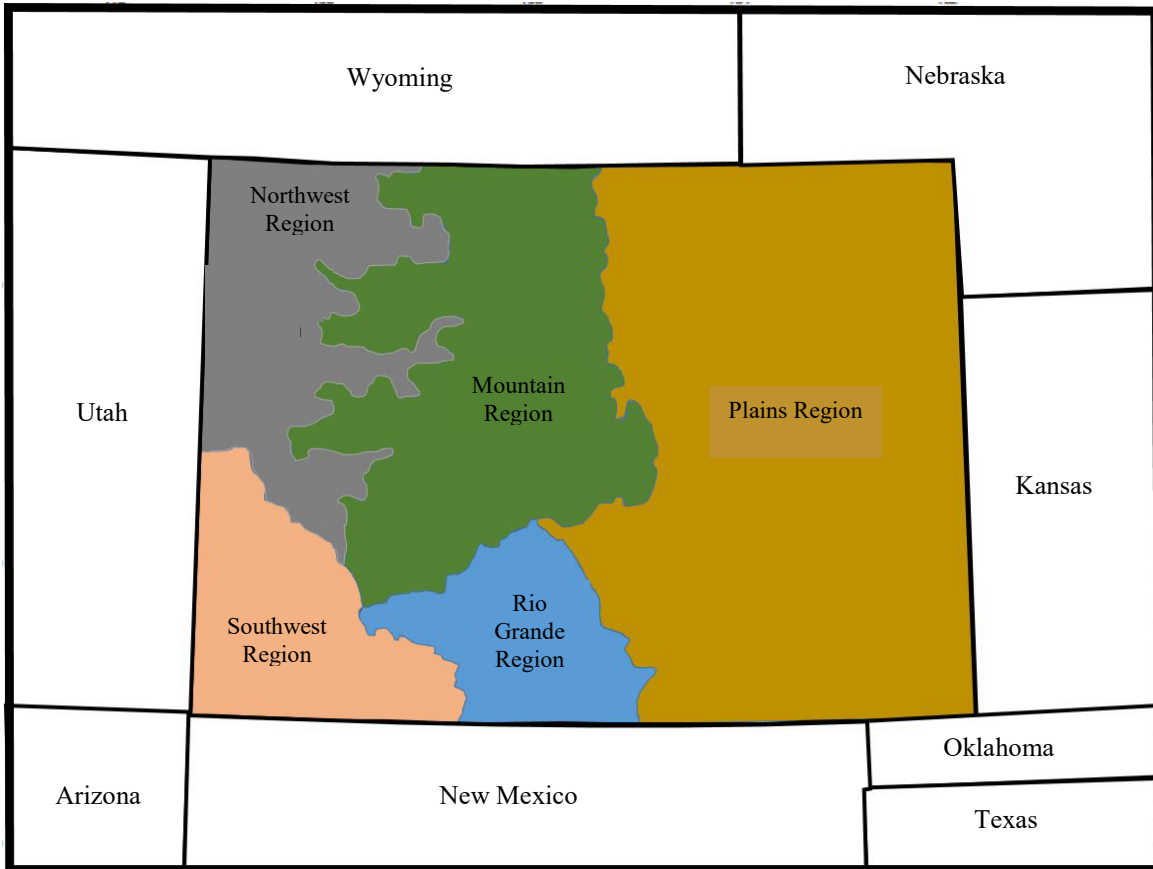 Wyoming
Nebraska
Northwest
Region
Utah
Mountain
Region
Plains Region
Kansas
Southwest
Region
Rio
Grande
Region
Arizona
New Mexico
Oklahoma
Texas